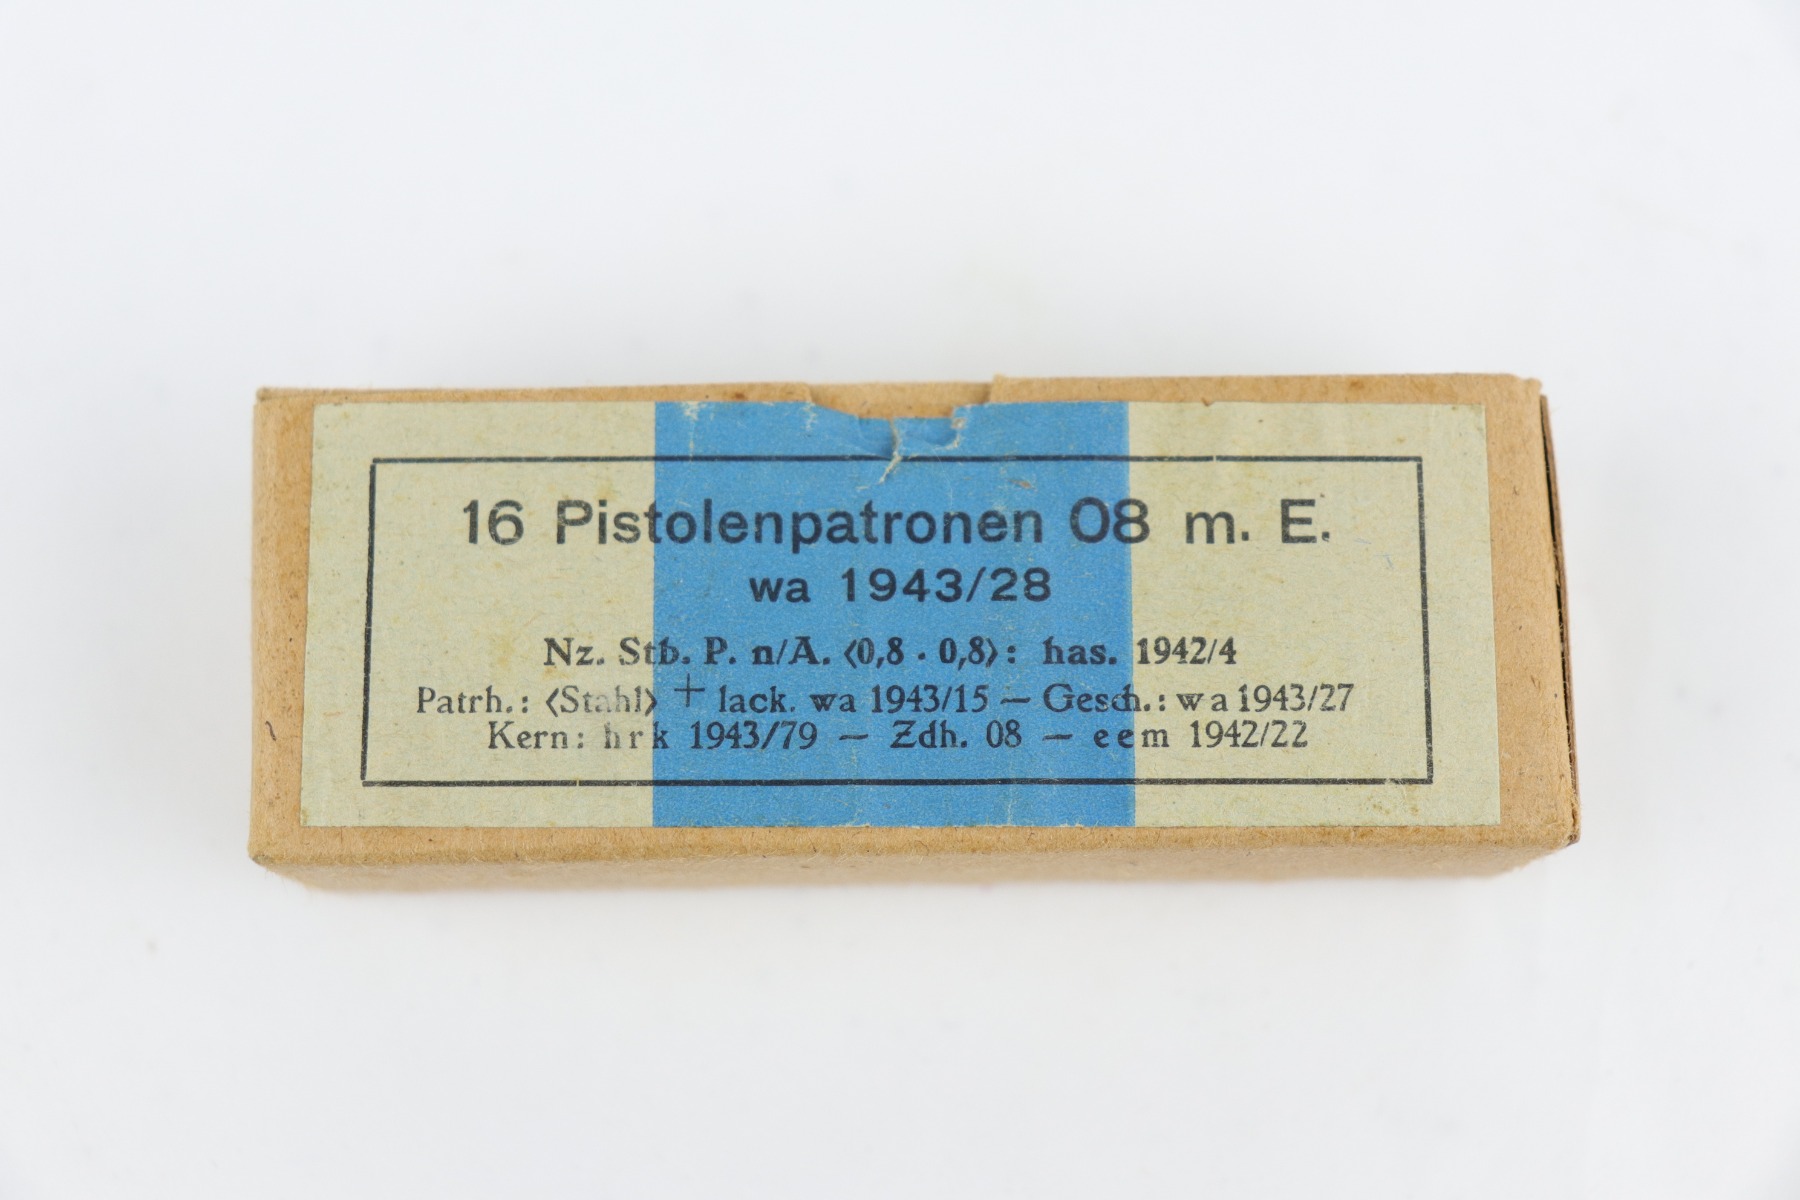 16 Pistolenpatronen 08 m. E.
wa 1943/28
Nz. Stb. P. n/A. ⟨0,8 · 0,8⟩: has. 1942/4
Patrh.: ⟨Stahl⟩ + lack. wa 1943/15 — Gesch.: wa 1943/27
Kern: hrk 1943/79 — Zdh. 08 — eem 1942/22